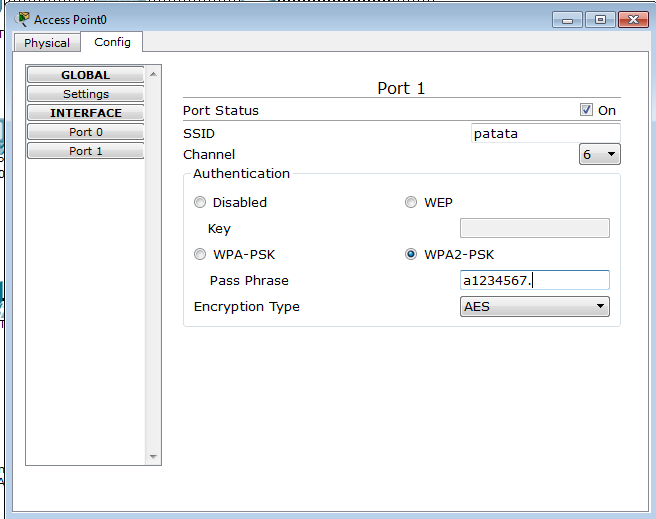 Access Point0
Physical Config
GLOBAL
Settings
INTERFACE
Port 0
Port 1
Port 1
Port Status On
SSID patata
Channel 6
Authentication
Disabled WEP
Key
WPA-PSK WPA2-PSK
Pass Phrase a1234567.
Encryption Type AES